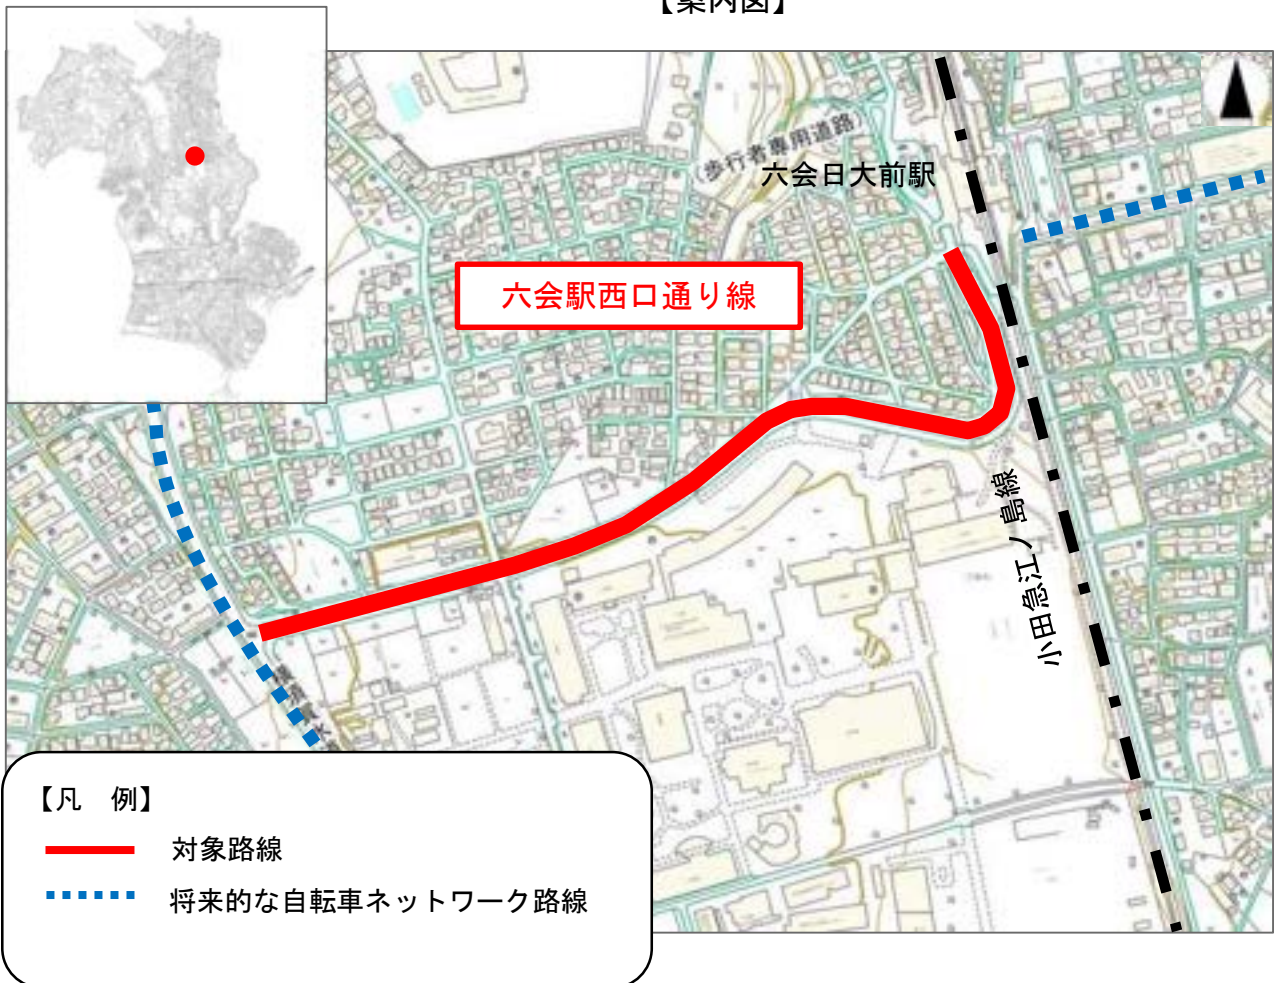 【案内図】
(歩行者専用道路)
六会日大前駅
六会駅西口通り線
小田急江ノ島線
【凡　例】
対象路線
将来的な自転車ネットワーク路線